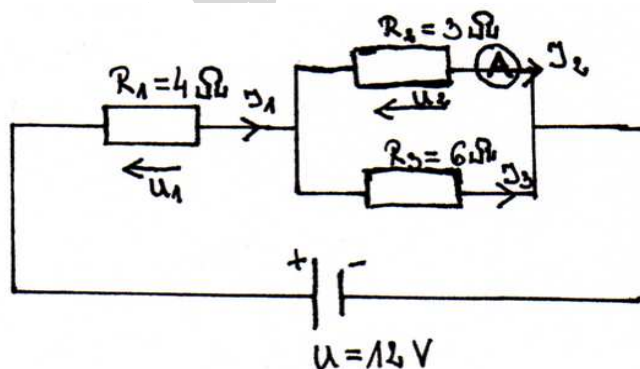 R₂ = 3 Ω
A
I₂
R₁ = 4 Ω
I₁
U₂
R₃ = 6 Ω
I₃
U₁
+
-
U = 12 V